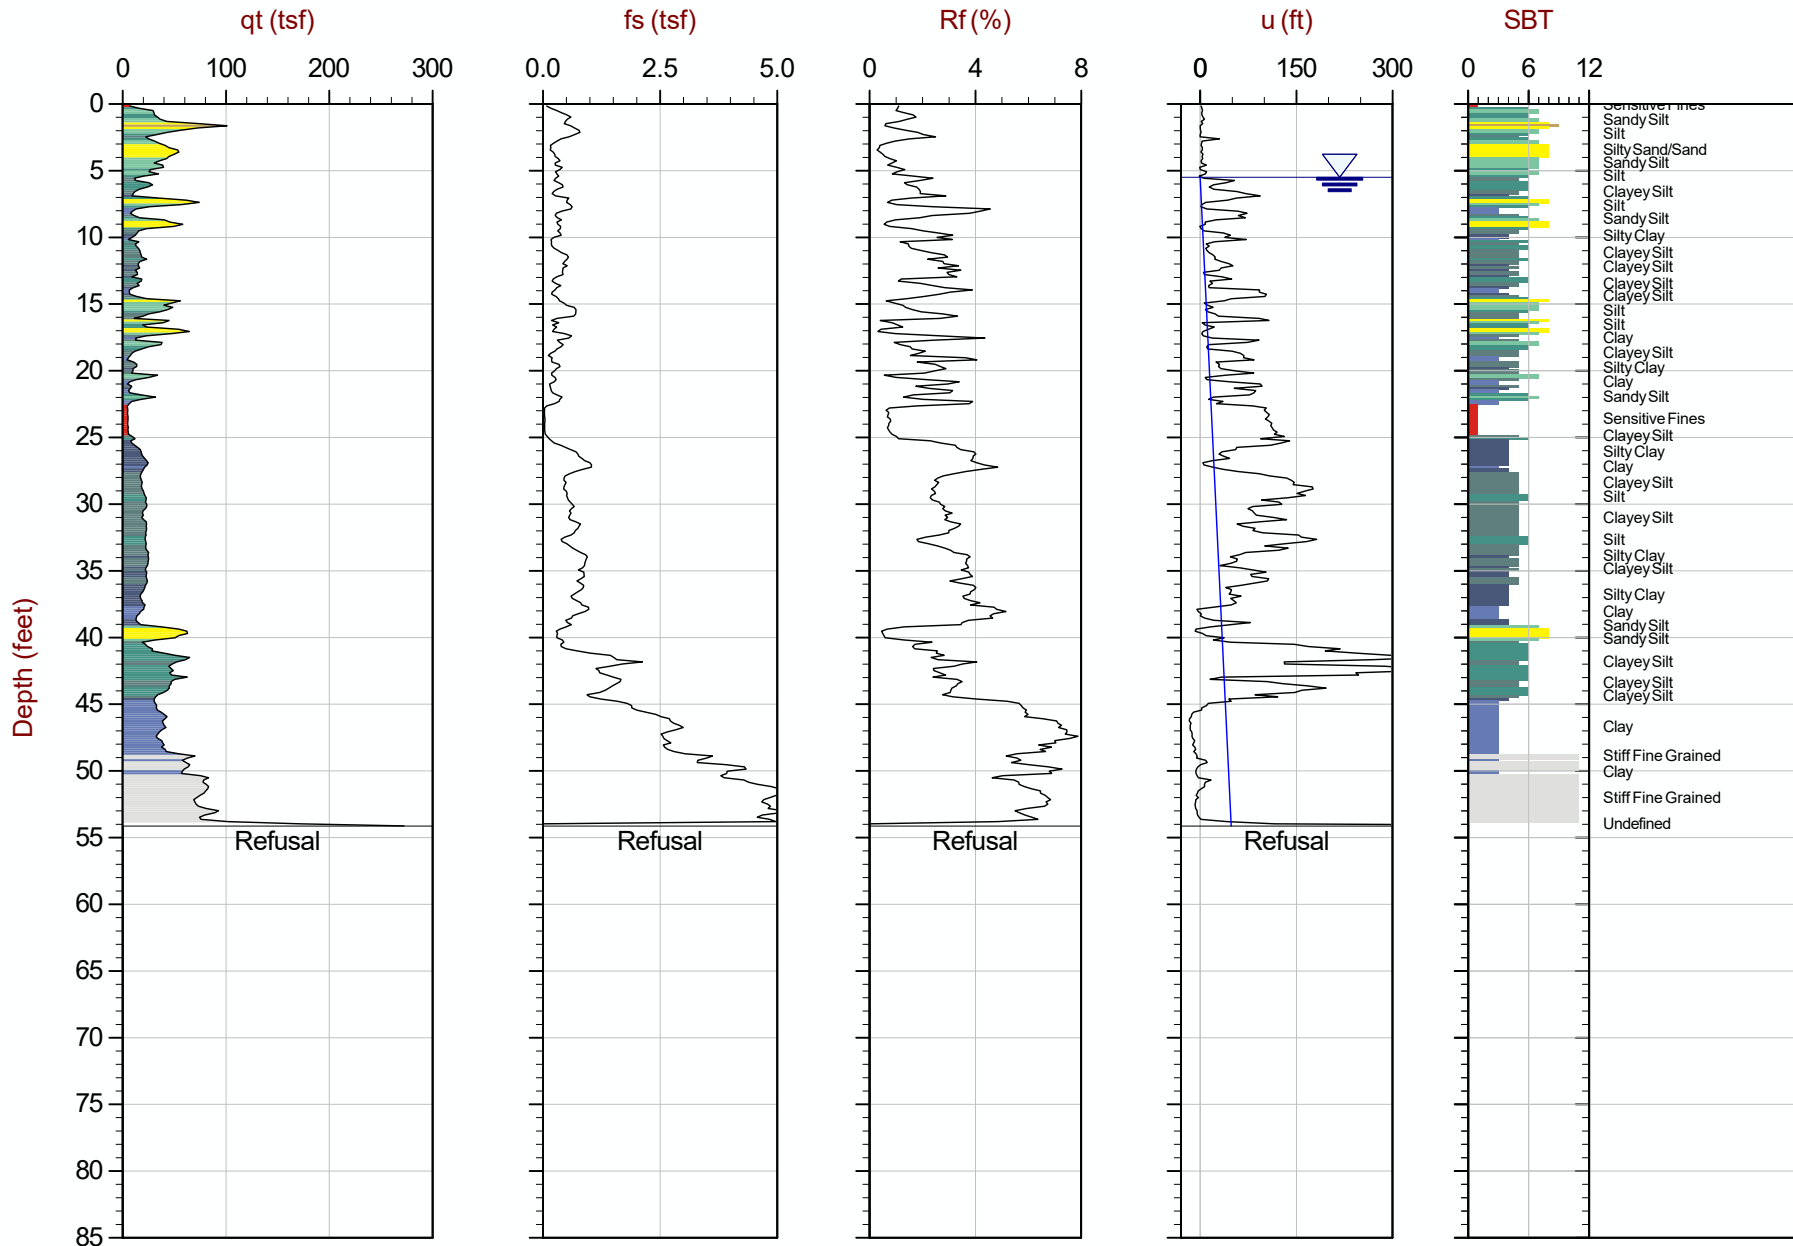 qt (tsf)
fs (tsf)
Rf (%)
u (ft)
SBT
0 100 200 300
0.0 2.5 5.0
0 4 8
0 150 300
0 6 12
Depth (feet)
0
5
10
15
20
25
30
35
40
45
50
55
60
65
70
75
80
85
Refusal
Refusal
Refusal
Refusal
Sensitive Fines
Sandy Silt
Silt
Silty Sand/Sand
Sandy Silt
Silt
Clayey Silt
Silt
Sandy Silt
Silty Clay
Clayey Silt
Clayey Silt
Clayey Silt
Clayey Silt
Silt
Silt
Clay
Clayey Silt
Silty Clay
Clay
Sandy Silt
Sensitive Fines
Clayey Silt
Silty Clay
Clay
Clayey Silt
Silt
Clayey Silt
Silt
Silty Clay
Clayey Silt
Silty Clay
Clay
Sandy Silt
Sandy Silt
Clayey Silt
Clayey Silt
Clayey Silt
Clay
Stiff Fine Grained
Clay
Stiff Fine Grained
Undefined